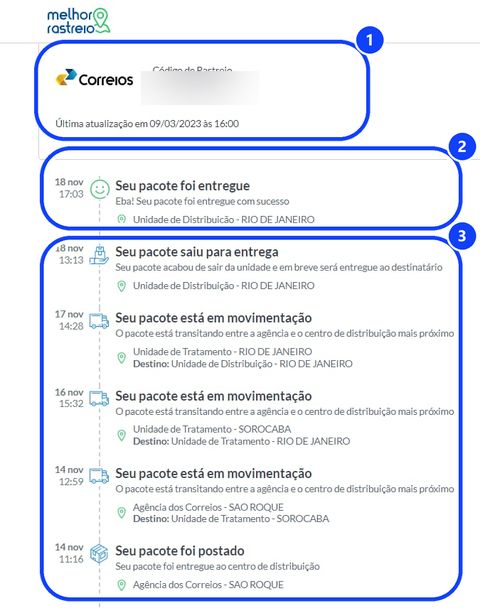 melhor
rastreio
1
Código de Rastreio
Correios
Última atualização em 09/03/2023 às 16:00
2
18 nov
17:03
Seu pacote foi entregue
Eba! Seu pacote foi entregue com sucesso
Unidade de Distribuição - RIO DE JANEIRO
3
18 nov
13:13
Seu pacote saiu para entrega
Seu pacote acabou de sair da unidade e em breve será entregue ao destinatário
Unidade de Distribuição - RIO DE JANEIRO
17 nov
14:28
Seu pacote está em movimentação
O pacote está transitando entre a agência e o centro de distribuição mais próximo
Unidade de Tratamento - RIO DE JANEIRO
Destino: Unidade de Distribuição - RIO DE JANEIRO
16 nov
15:32
Seu pacote está em movimentação
O pacote está transitando entre a agência e o centro de distribuição mais próximo
Unidade de Tratamento - SOROCABA
Destino: Unidade de Tratamento - RIO DE JANEIRO
14 nov
12:59
Seu pacote está em movimentação
O pacote está transitando entre a agência e o centro de distribuição mais próximo
Agência dos Correios - SAO ROQUE
Destino: Unidade de Tratamento - SOROCABA
14 nov
11:16
Seu pacote foi postado
Seu pacote foi entregue ao centro de distribuição
Agência dos Correios - SAO ROQUE